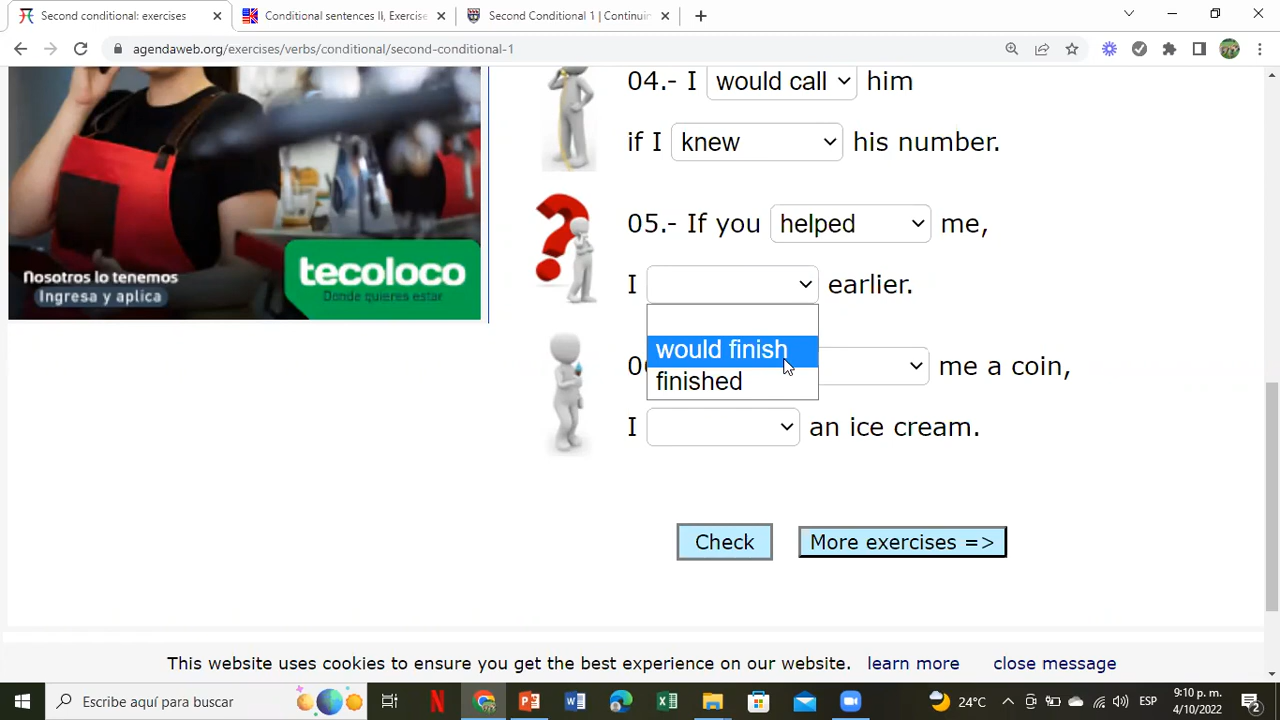 Second conditional: exercises
Conditional sentences II, Exercise
Second Conditional 1 | Continuin
agendaweb.org/exercises/verbs/conditional/second-conditional-1
04.- I would call him
if I knew his number.
05.- If you helped me,
I earlier.
would finish
finished
me a coin,
I an ice cream.
Nosotros lo tenemos
Ingresa y aplica
tecoloco
Donde quieres estar
Check
More exercises =>
This website uses cookies to ensure you get the best experience on our website. learn more close message
Escribe aquí para buscar
24°C
ESP
9:10 p. m.
4/10/2022
2